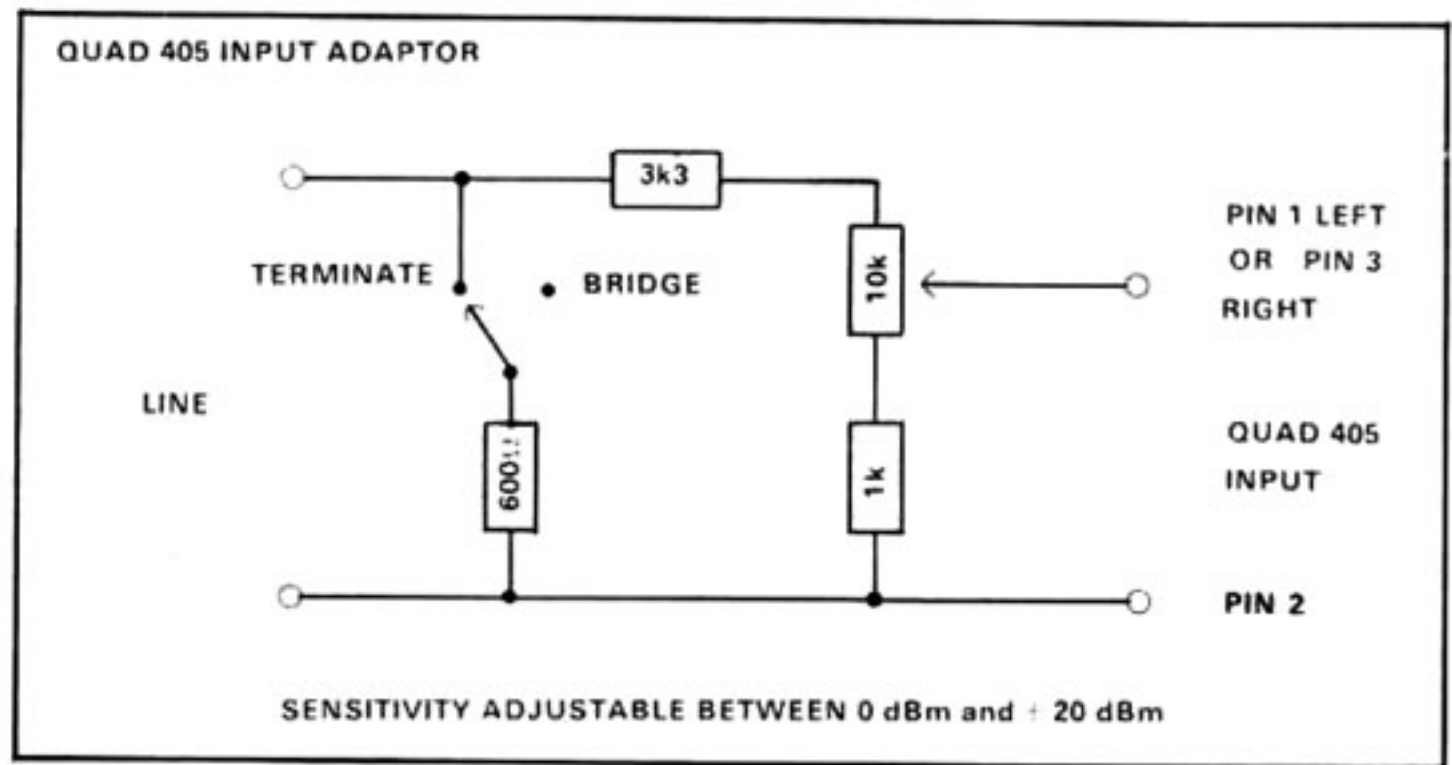 QUAD 405 INPUT ADAPTOR
3k3
PIN 1 LEFT
OR PIN 3
RIGHT
TERMINATE
BRIDGE
10k
LINE
600Ω
1k
QUAD 405
INPUT
PIN 2
SENSITIVITY ADJUSTABLE BETWEEN 0 dBm and + 20 dBm